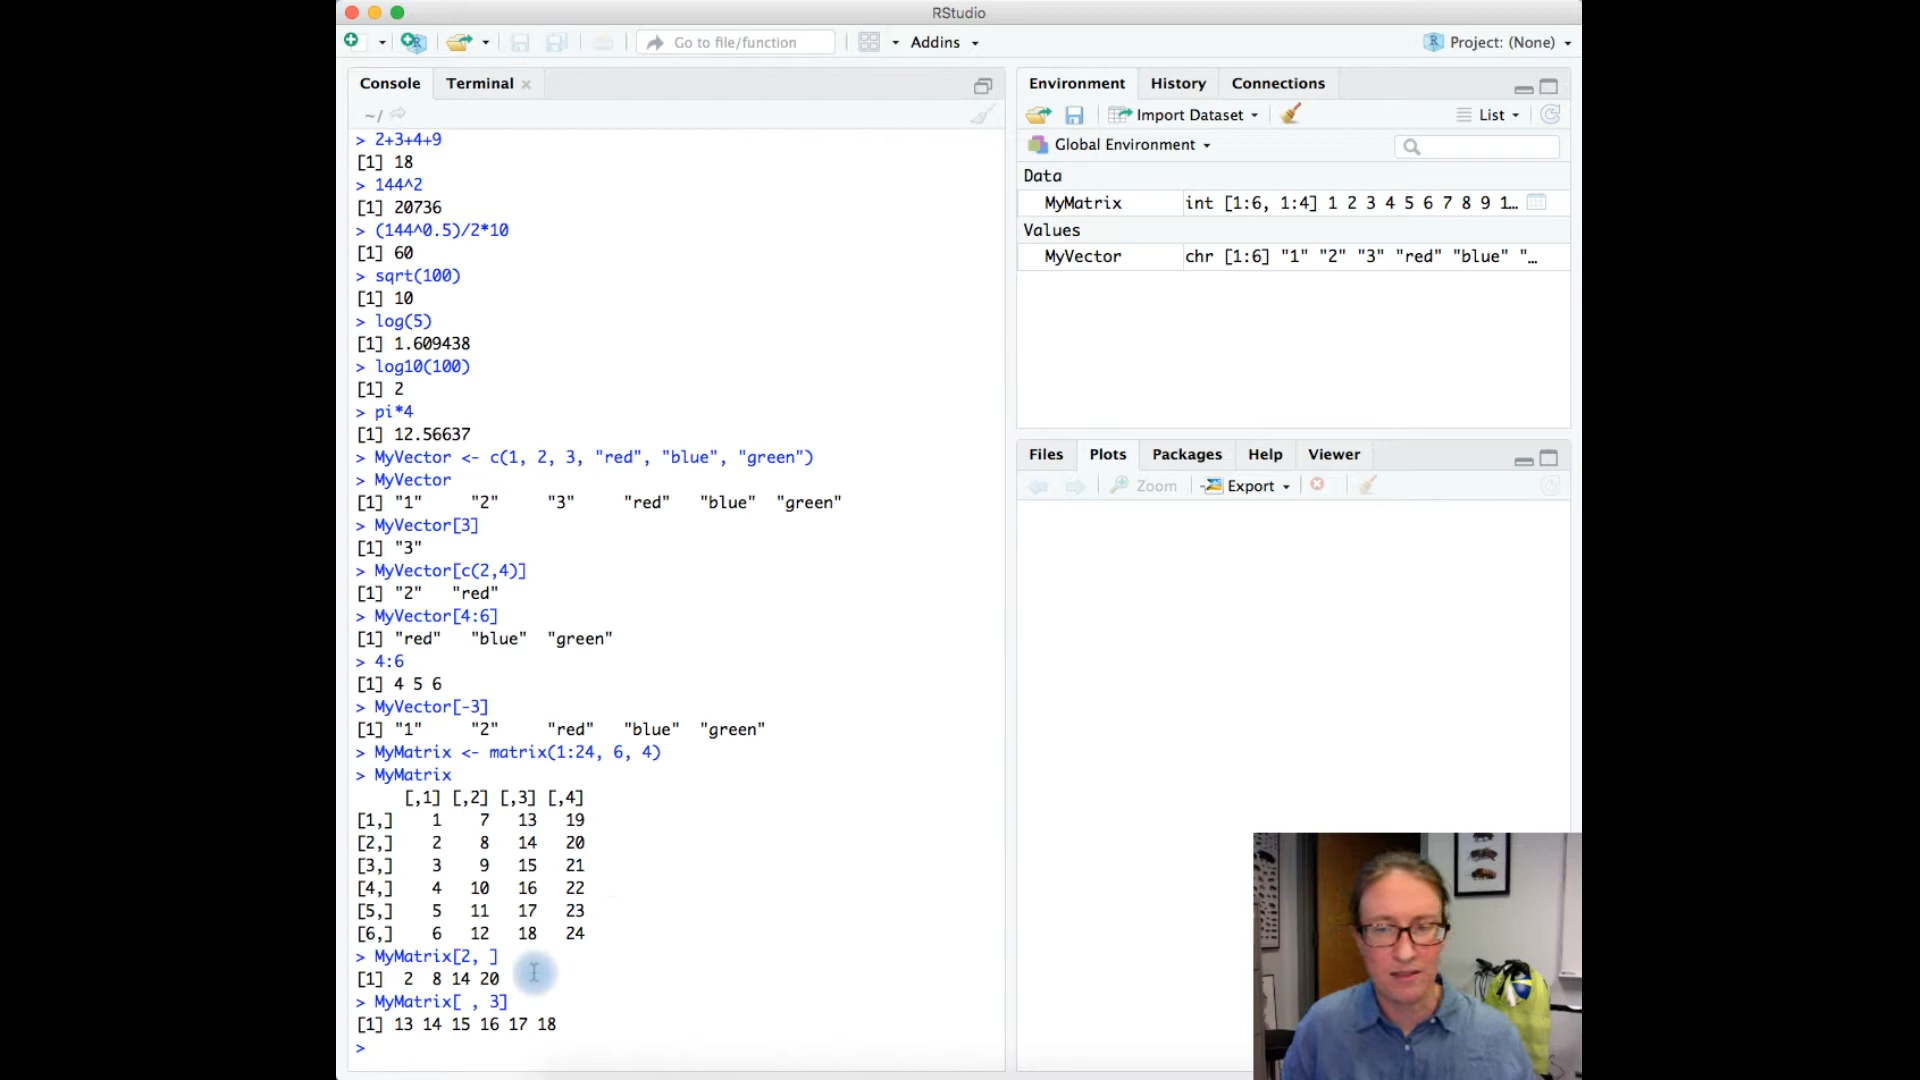 RStudio
Go to file/function
Addins
Project: (None)
Console
Terminal
~/
> 2+3+4+9
[1] 18
> 144^2
[1] 20736
> (144^0.5)/2*10
[1] 60
> sqrt(100)
[1] 10
> log(5)
[1] 1.609438
> log10(100)
[1] 2
> pi*4
[1] 12.56637
> MyVector <- c(1, 2, 3, "red", "blue", "green")
> MyVector
[1] "1"     "2"     "3"     "red"   "blue"  "green"
> MyVector[3]
[1] "3"
> MyVector[c(2,4)]
[1] "2"   "red"
> MyVector[4:6]
[1] "red"   "blue"  "green"
> 4:6
[1] 4 5 6
> MyVector[-3]
[1] "1"     "2"     "red"   "blue"  "green"
> MyMatrix <- matrix(1:24, 6, 4)
> MyMatrix
     [,1] [,2] [,3] [,4]
[1,]    1    7   13   19
[2,]    2    8   14   20
[3,]    3    9   15   21
[4,]    4   10   16   22
[5,]    5   11   17   23
[6,]    6   12   18   24
> MyMatrix[2, ]
[1]  2  8 14 20
> MyMatrix[ , 3]
[1] 13 14 15 16 17 18
>
Environment
History
Connections
Import Dataset
List
Global Environment
Data
MyMatrix int [1:6, 1:4] 1 2 3 4 5 6 7 8 9 1…
Values
MyVector chr [1:6] "1" "2" "3" "red" "blue" "…
Files
Plots
Packages
Help
Viewer
Zoom
Export